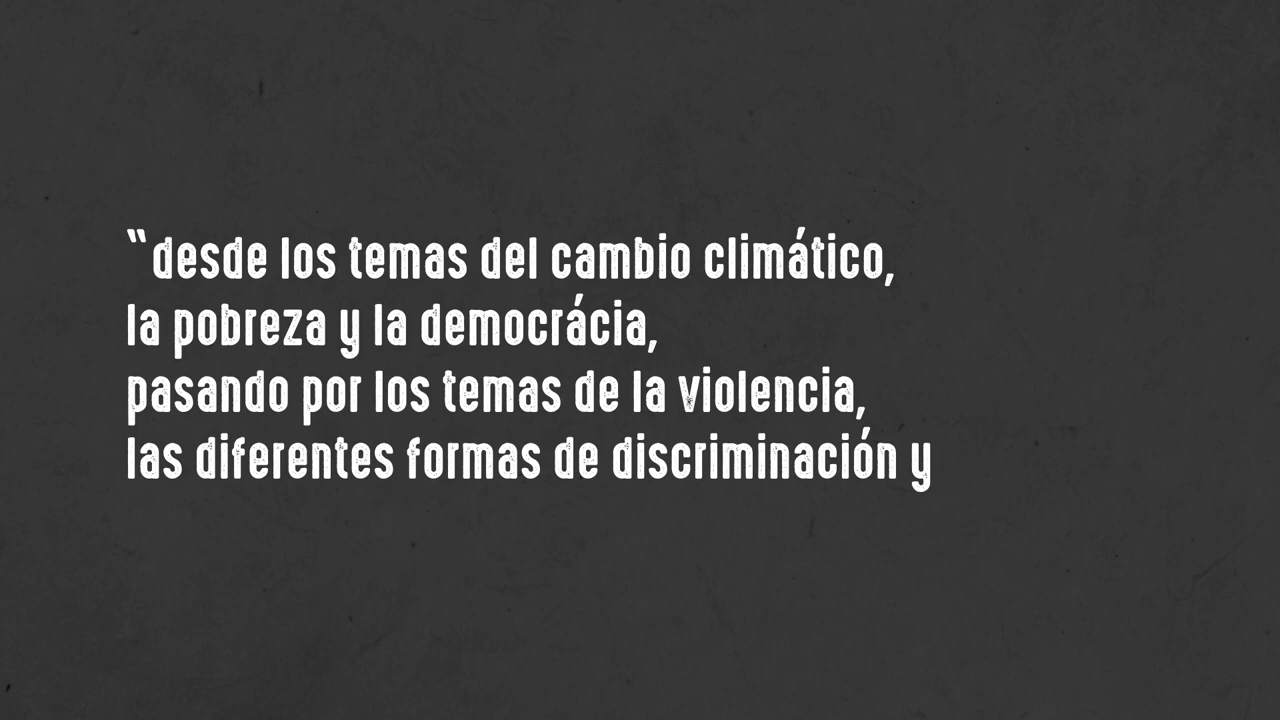 “desde los temas del cambio climático,
la pobreza y la democrácia,
pasando por los temas de la violencia,
las diferentes formas de discriminación y